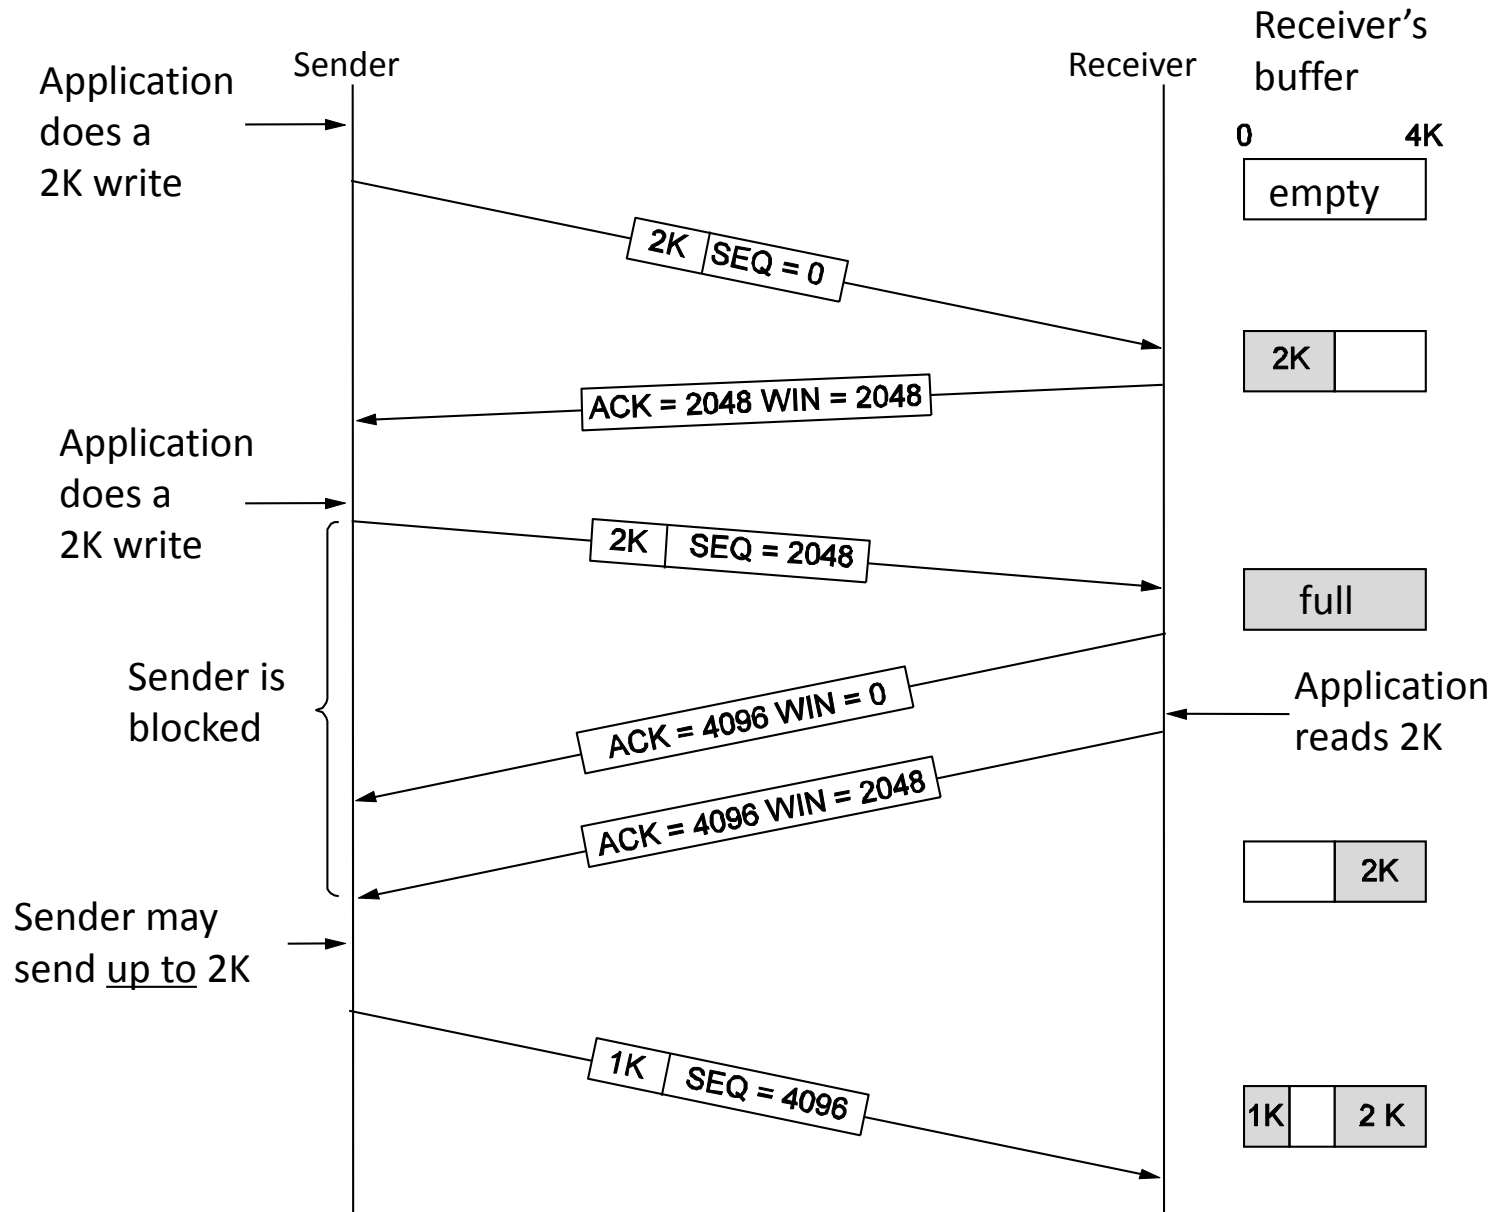 Receiver’s
buffer
Sender
Receiver
Application
does a
2K write
0 4K
empty
2K SEQ = 0
2K
ACK = 2048 WIN = 2048
Application
does a
2K write
2K SEQ = 2048
full
Sender is
blocked
ACK = 4096 WIN = 0
Application
reads 2K
ACK = 4096 WIN = 2048
2K
Sender may
send up to 2K
1K SEQ = 4096
1K 2 K